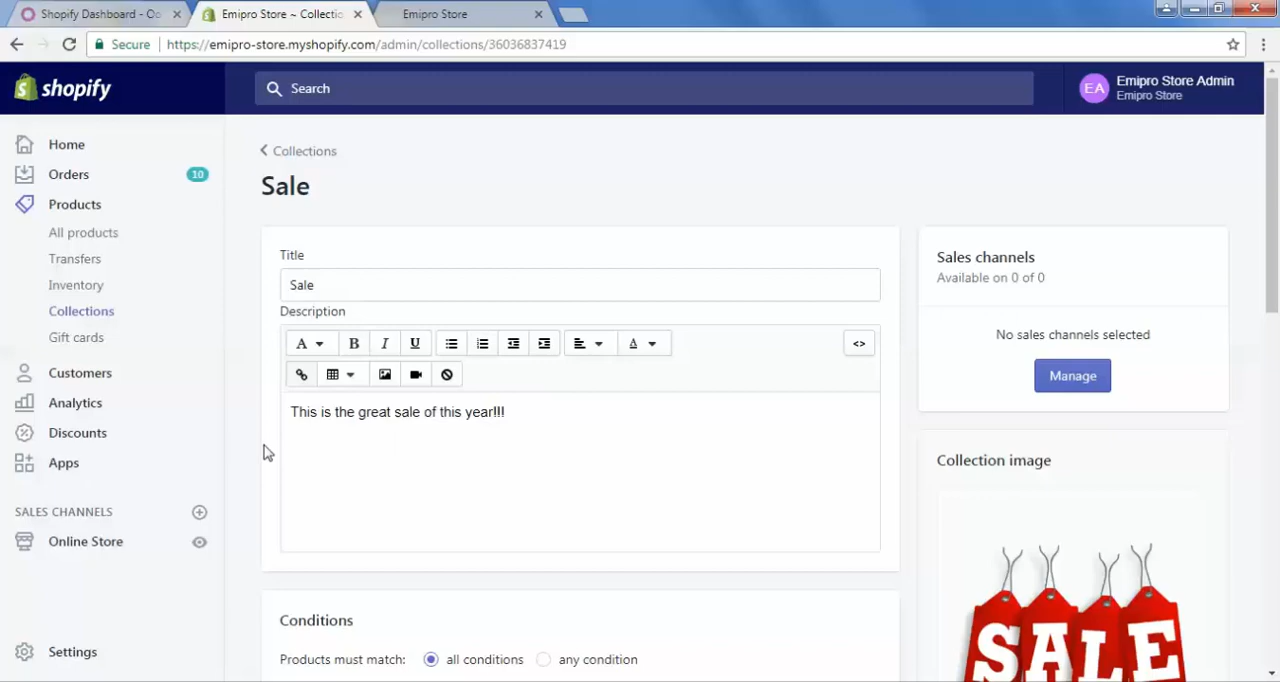 Shopify Dashboard - Oo
Emipro Store ~ Collectio
Emipro Store
Secure
https://emipro-store.myshopify.com/admin/collections/36036837419
shopify
Search
EA
Emipro Store Admin
Emipro Store
Home
Orders 10
Products
All products
Transfers
Inventory
Collections
Gift cards
Customers
Analytics
Discounts
Apps
SALES CHANNELS
Online Store
Settings
Collections
Sale
Title
Sale
Description
A B I U A <>
This is the great sale of this year!!!
Conditions
Products must match: all conditions any condition
Sales channels
Available on 0 of 0
No sales channels selected
Manage
Collection image
SALE